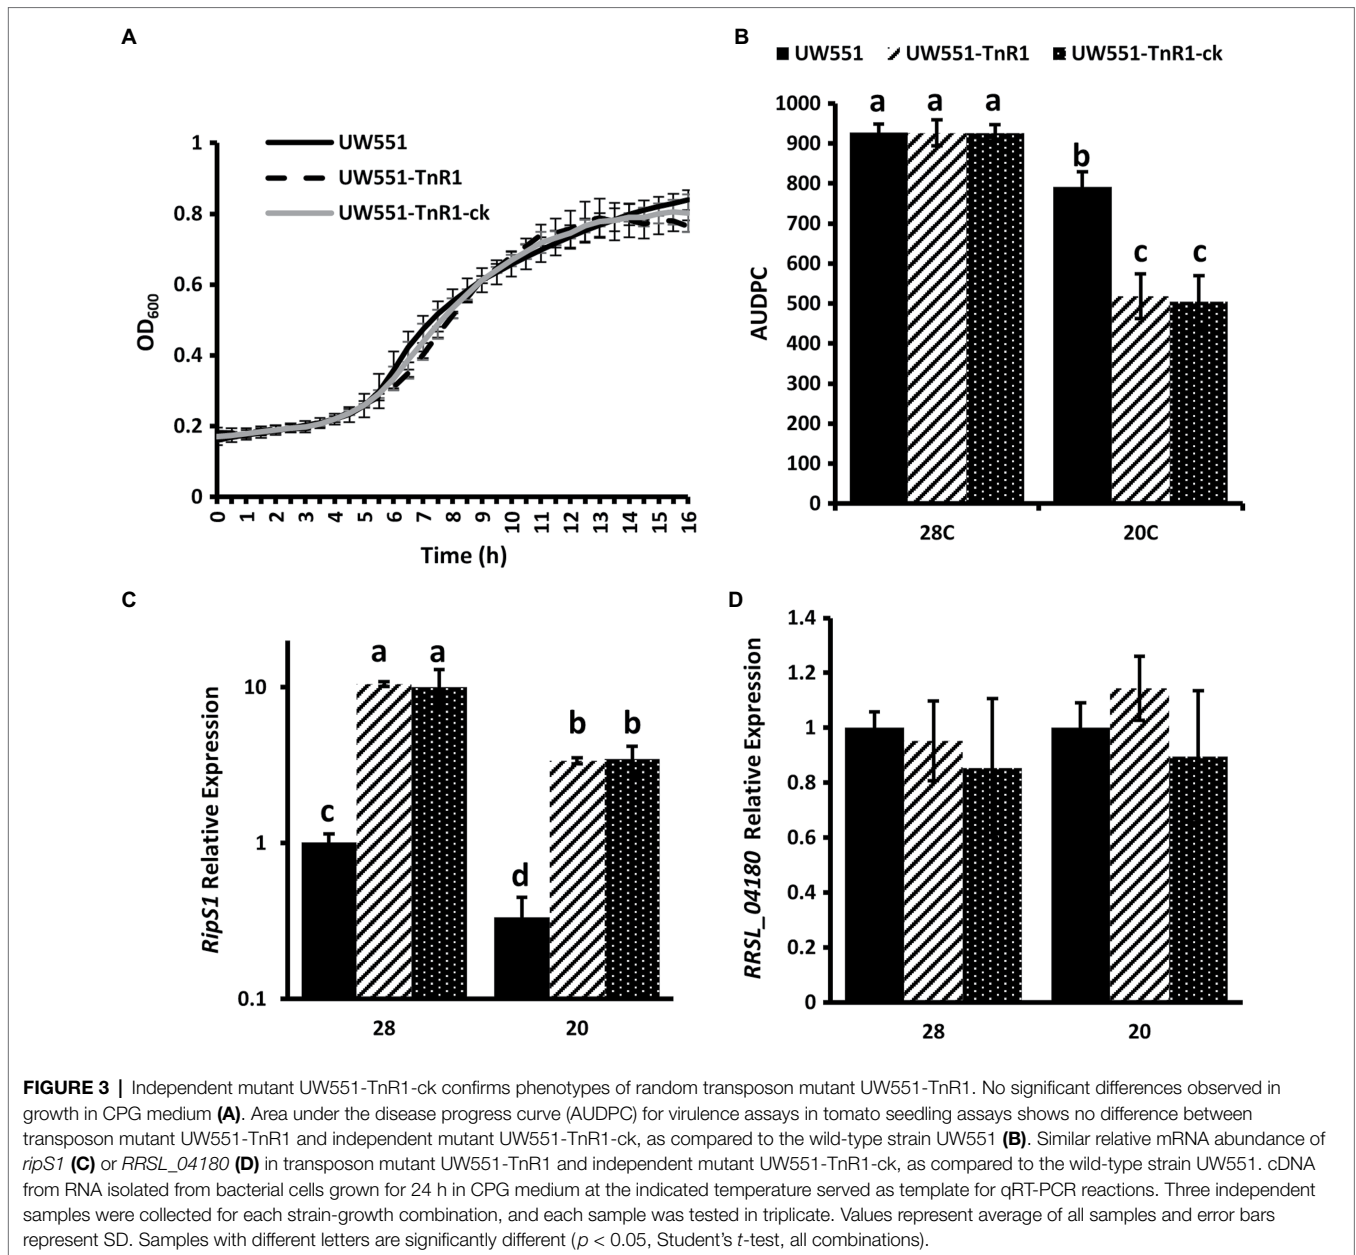 A
1
0.8
0.6
0.4
0.2
0
OD600
UW551
UW551-TnR1
UW551-TnR1-ck
0 1 2 3 4 5 6 7 8 9 10 11 12 13 14 15 16
Time (h)
B
UW551 UW551-TnR1 UW551-TnR1-ck
1000
900
800
700
600
500
400
300
200
100
0
AUDPC
a a a b c c
28C 20C
C
10
1
0.1
RipS1 Relative Expression
c a a d b b
28 20
D
1.4
1.2
1
0.8
0.6
0.4
0.2
0
RRSL_04180 Relative Expression
28 20
FIGURE 3 | Independent mutant UW551-TnR1-ck confirms phenotypes of random transposon mutant UW551-TnR1. No significant differences observed in
growth in CPG medium (A). Area under the disease progress curve (AUDPC) for virulence assays in tomato seedling assays shows no difference between
transposon mutant UW551-TnR1 and independent mutant UW551-TnR1-ck, as compared to the wild-type strain UW551 (B). Similar relative mRNA abundance of
ripS1 (C) or RRSL_04180 (D) in transposon mutant UW551-TnR1 and independent mutant UW551-TnR1-ck, as compared to the wild-type strain UW551. cDNA
from RNA isolated from bacterial cells grown for 24 h in CPG medium at the indicated temperature served as template for qRT-PCR reactions. Three independent
samples were collected for each strain-growth combination, and each sample was tested in triplicate. Values represent average of all samples and error bars
represent SD. Samples with different letters are significantly different (p < 0.05, Student's t-test, all combinations).